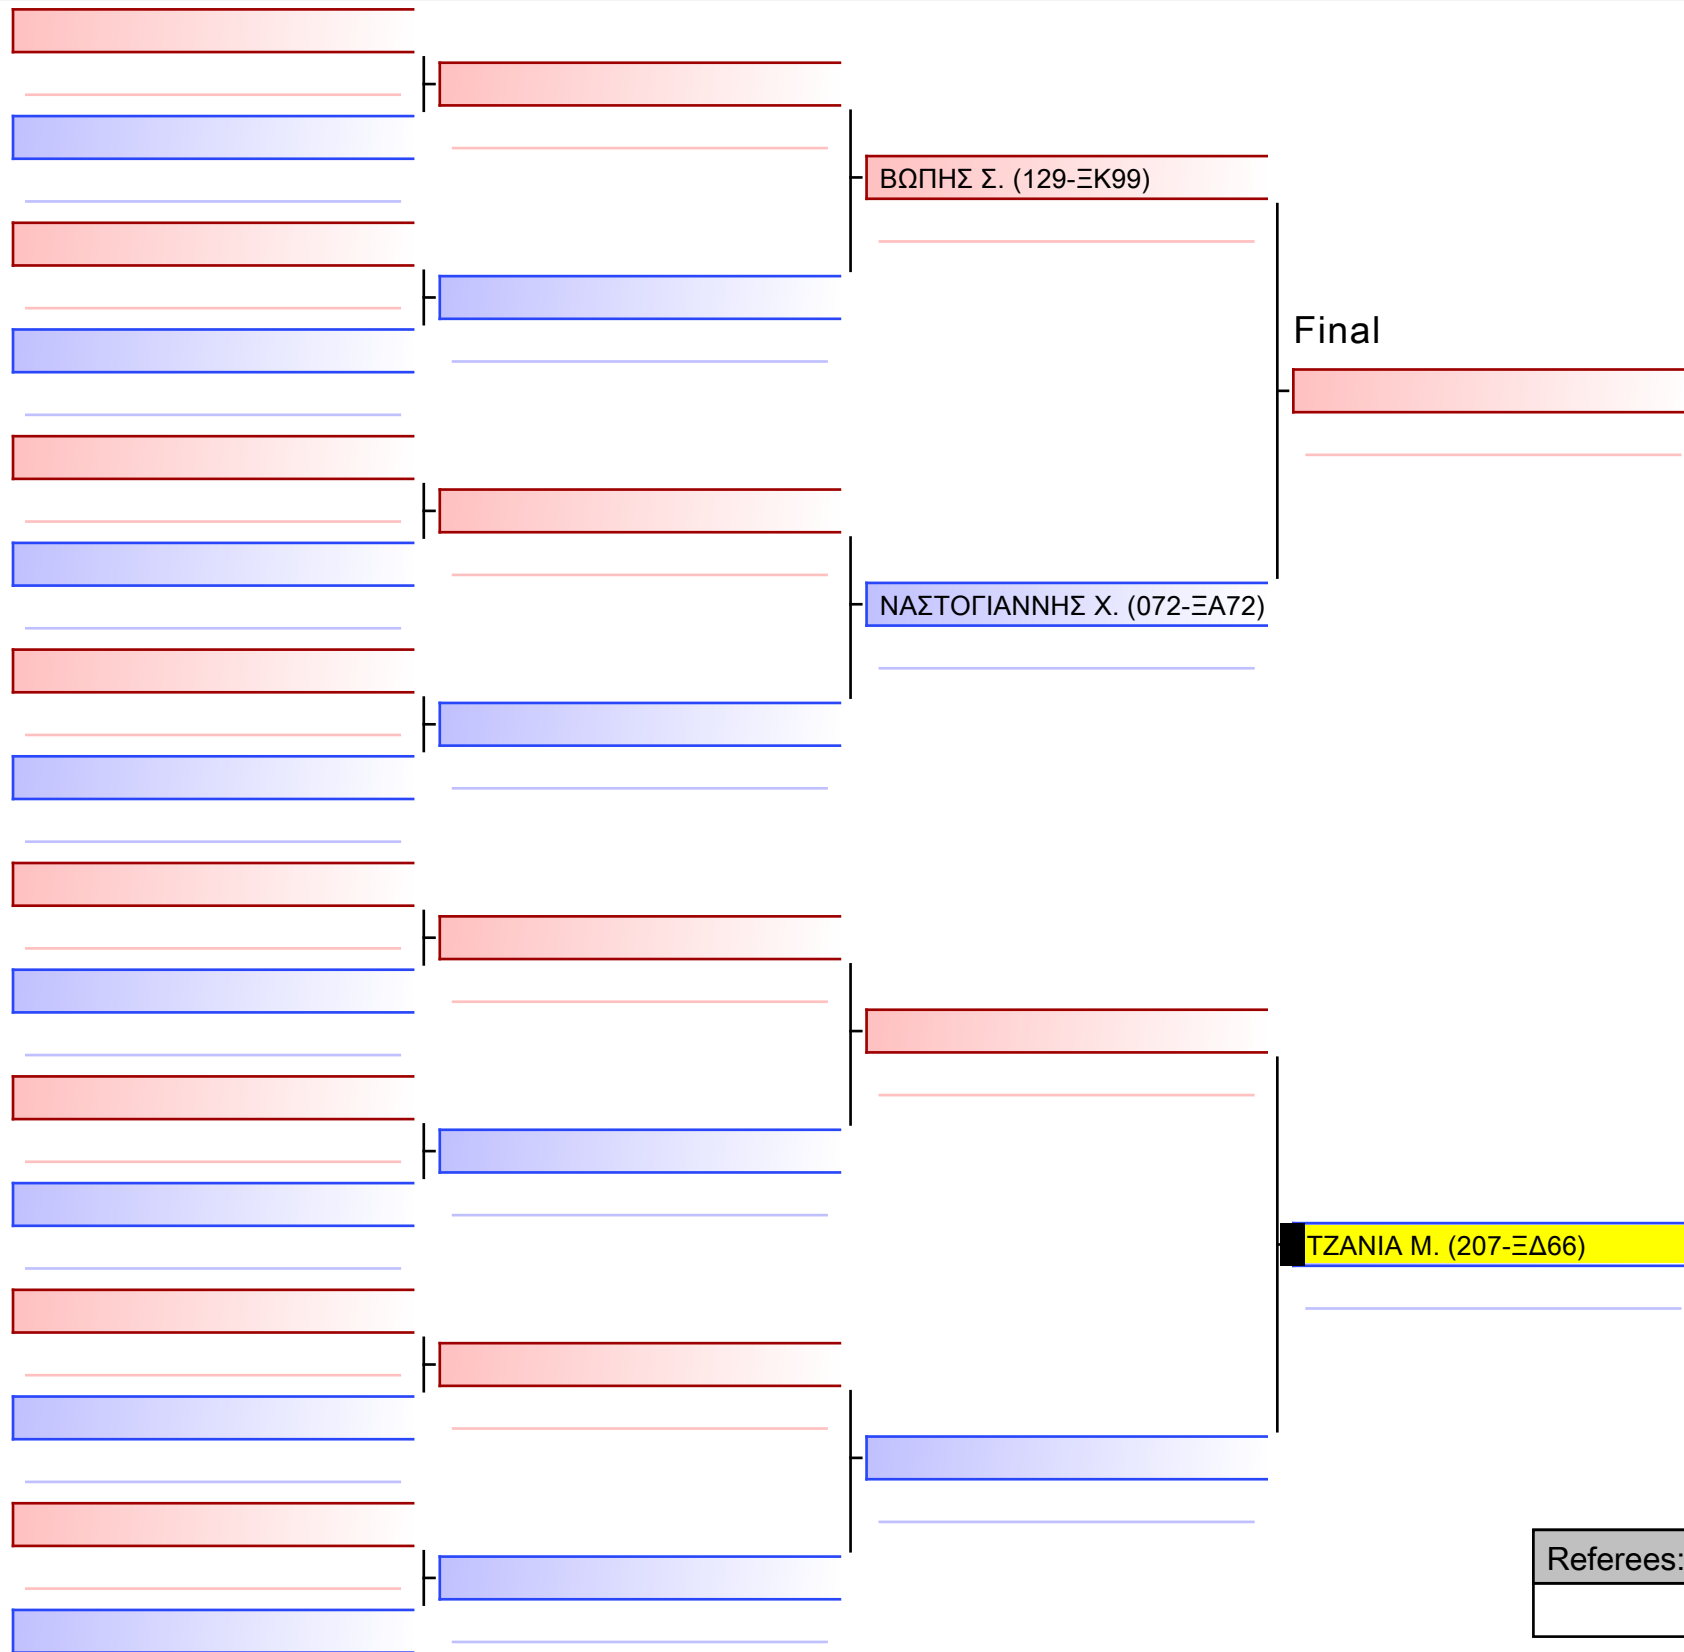 ΒΩΠΗΣ Σ. (129-ΞΚ99)
Final
ΝΑΣΤΟΓΙΑΝΝΗΣ Χ. (072-ΞΑ72)
ΤΖΑΝΙΑ Μ. (207-ΞΔ66)
Referees: